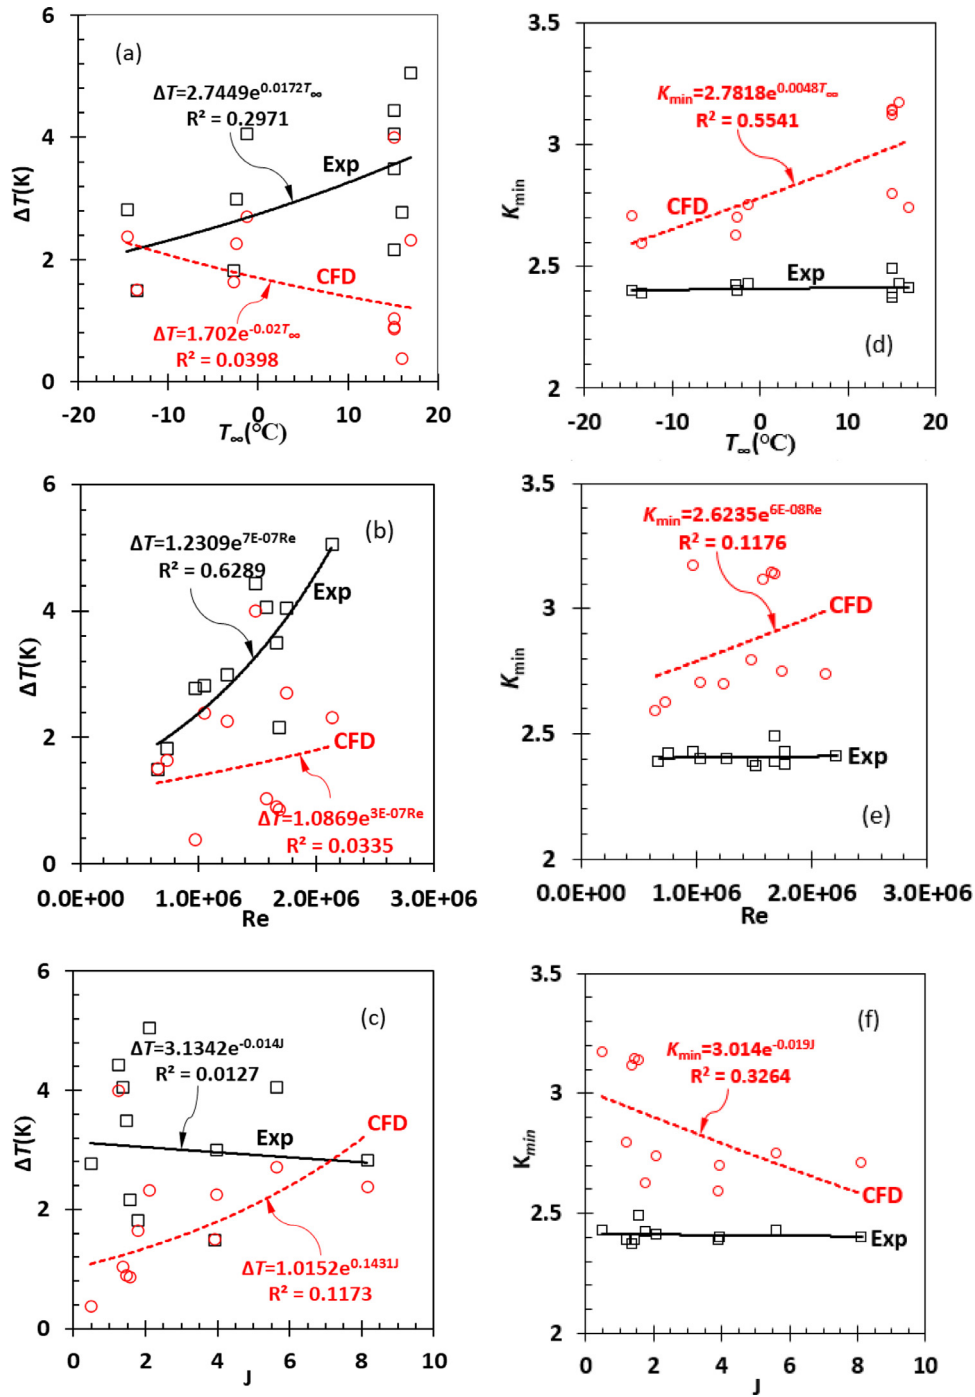 (a)
ΔT(K)
6
4
2
0
ΔT=2.7449e^0.0172T∞
R² = 0.2971
Exp
CFD
ΔT=1.702e^-0.02T∞
R² = 0.0398
-20 -10 0 10 20
T∞(°C)
(d)
Kmin
3.5
3
2.5
2
Kmin=2.7818e^0.0048T∞
R² = 0.5541
CFD
Exp
-20 -10 0 10 20
T∞(°C)
(b)
ΔT(K)
6
4
2
0
ΔT=1.2309e^7E-07Re
R² = 0.6289
Exp
CFD
ΔT=1.0869e^3E-07Re
R² = 0.0335
0.0E+00 1.0E+06 2.0E+06 3.0E+06
Re
(e)
Kmin
3.5
3
2.5
2
Kmin=2.6235e^6E-08Re
R² = 0.1176
CFD
Exp
0.0E+00 1.0E+06 2.0E+06 3.0E+06
Re
(c)
ΔT(K)
6
4
2
0
ΔT=3.1342e^-0.014J
R² = 0.0127
CFD
Exp
ΔT=1.0152e^0.1431J
R² = 0.1173
0 2 4 6 8 10
J
(f)
Kmin
3.5
3
2.5
2
Kmin=3.014e^-0.019J
R² = 0.3264
CFD
Exp
0 2 4 6 8 10
J